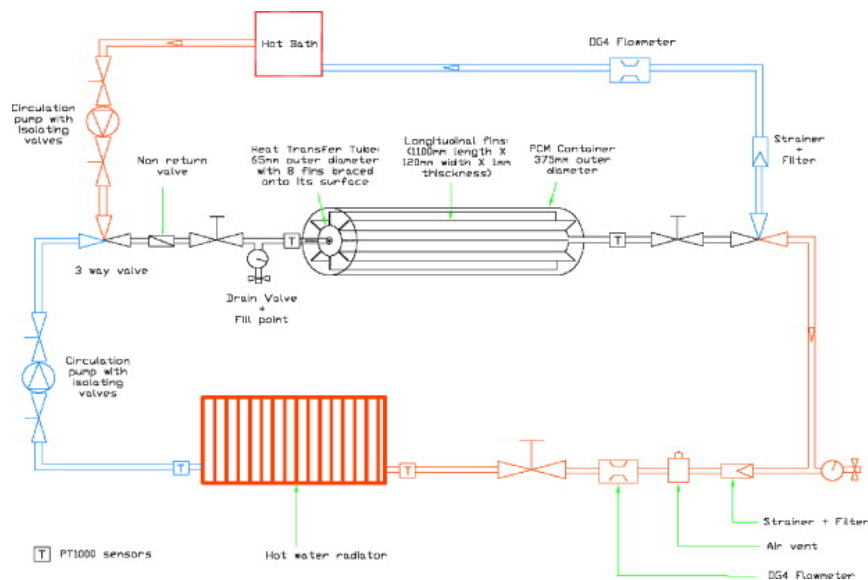 Hot Bath
DG4 Flowmeter
Circulation
pump with
isolating
valves
Non return
valve
Heat Transfer Tube:
65mm outer diameter
with 8 fins braced
onto its surface
Longitudinal fins:
(1100mm length X
120mm width X 1mm
thisckness)
PCM Container
375mm outer
diameter
Strainer
+
Filter
T
T
3 way valve
Drain Valve
+
Fill point
Circulation
pump with
isolating
valves
T
T
Strainer + Filter
T PT1000 sensors
Hot water radiator
Air vent
DG4 Flowmeter